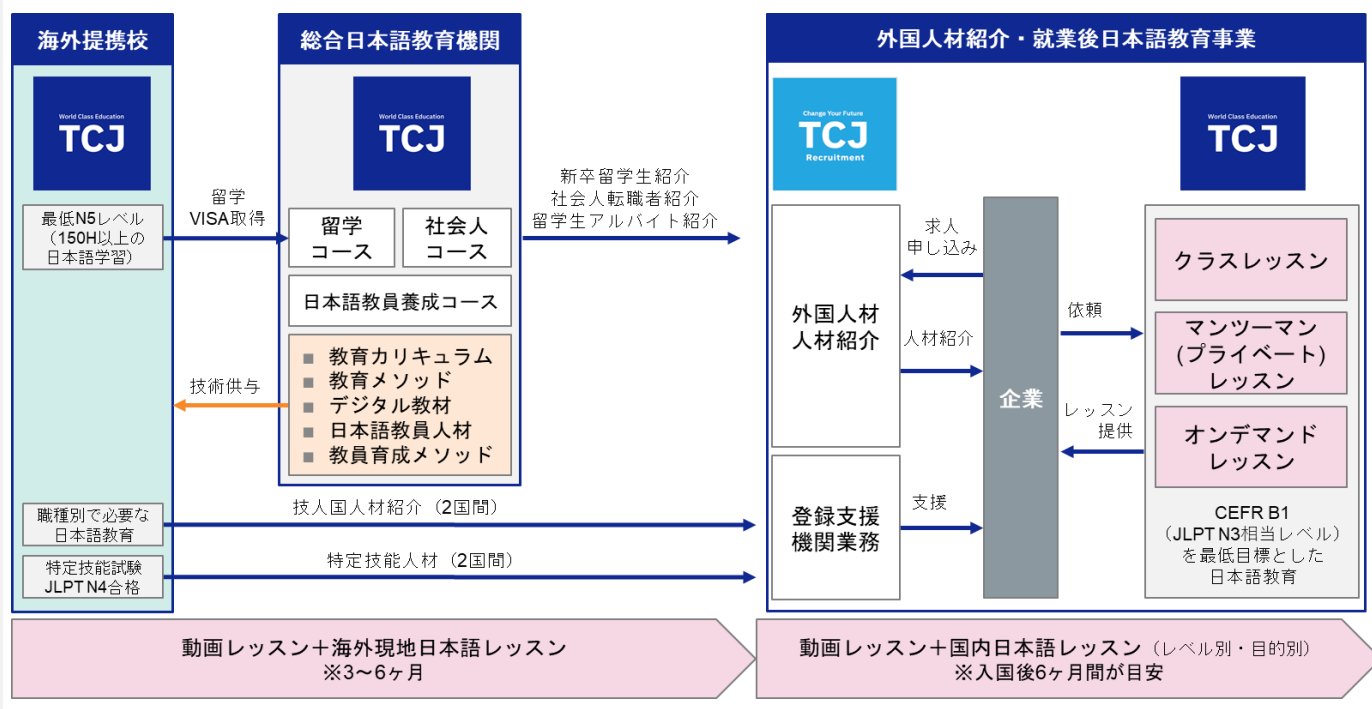 海外提携校
World Class Education
TCJ
最低N5レベル
（150H以上の
日本語学習）
職種別で必要な
日本語教育
特定技能試験
JLPT N4合格
留学
VISA取得
技術供与
総合日本語教育機関
World Class Education
TCJ
留学
コース
社会人
コース
日本語教員養成コース
■ 教育カリキュラム
■ 教育メソッド
■ デジタル教材
■ 日本語教員人材
■ 教員育成メソッド
新卒留学生紹介
社会人転職者紹介
留学生アルバイト紹介
技人国人材紹介（2国間）
特定技能人材（2国間）
外国人材紹介・就業後日本語教育事業
Change Your Future
TCJ
Recruitment
外国人材
人材紹介
登録支援
機関業務
求人
申し込み
人材紹介
支援
企業
依頼
レッスン
提供
World Class Education
TCJ
クラスレッスン
マンツーマン
(プライベート)
レッスン
オンデマンド
レッスン
CEFR B1
（JLPT N3相当レベル）
を最低目標とした
日本語教育
動画レッスン＋海外現地日本語レッスン
※3～6ヶ月
動画レッスン＋国内日本語レッスン（レベル別・目的別）
※入国後6ヶ月間が目安